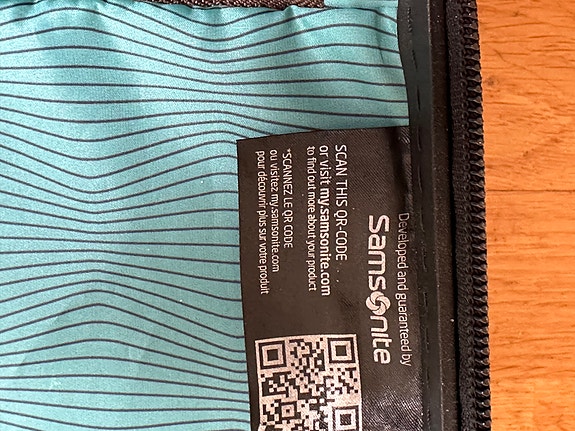 Developed and guaranteed by
Samsonite
SCAN THIS QR-CODE
or visit my.samsonite.com
to find out more about your product
*SCANNEZ LE QR CODE
ou visitez my.samsonite.com
pour découvrir plus sur votre produit